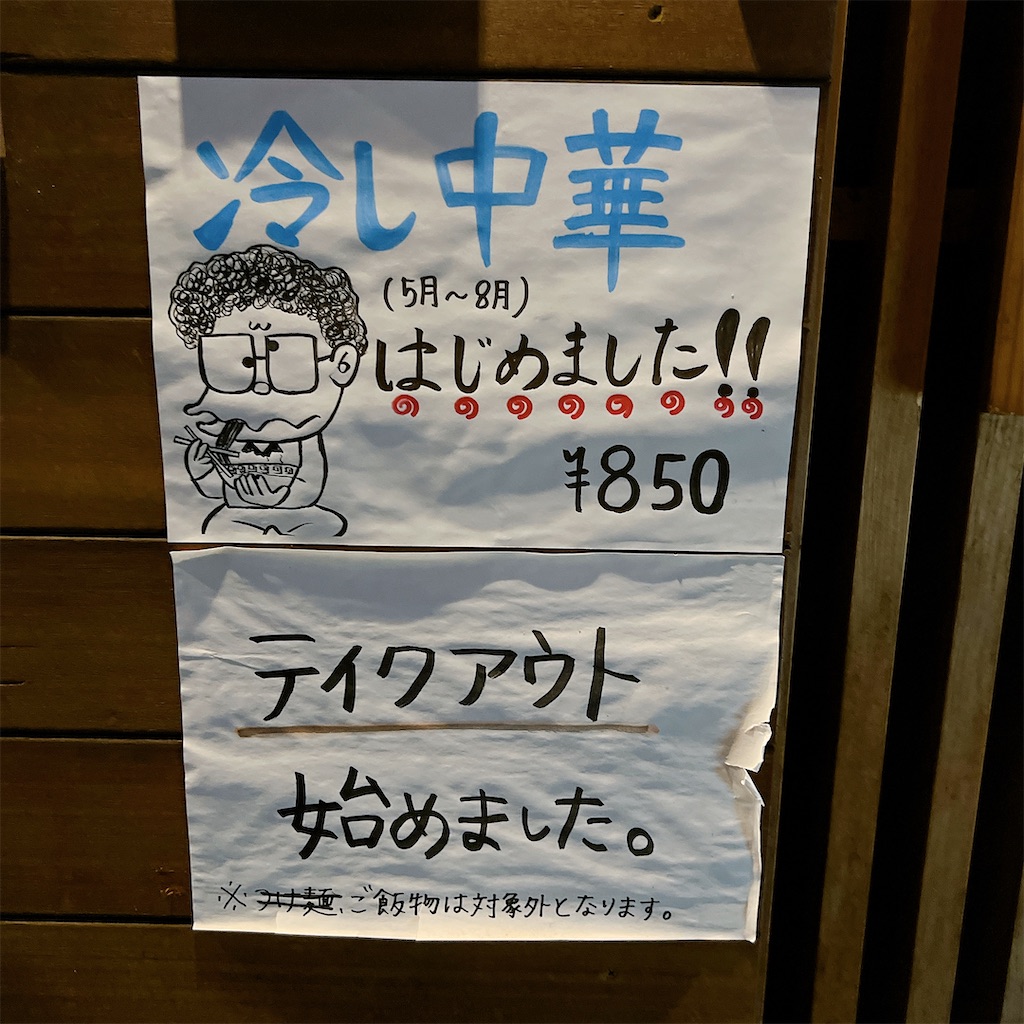 冷し中華
(5月～8月)
はじめました!!
¥850
テイクアウト
始めました。
※つけ麺、ご飯物は対象外となります。